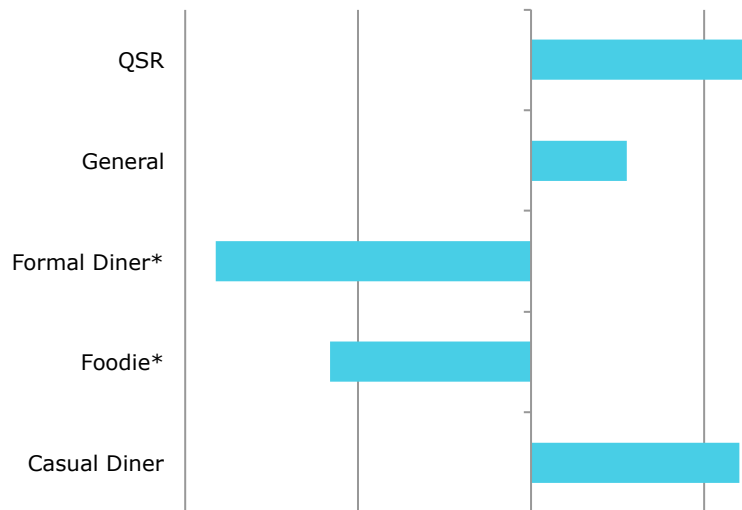 QSR
General
Formal Diner*
Foodie*
Casual Diner